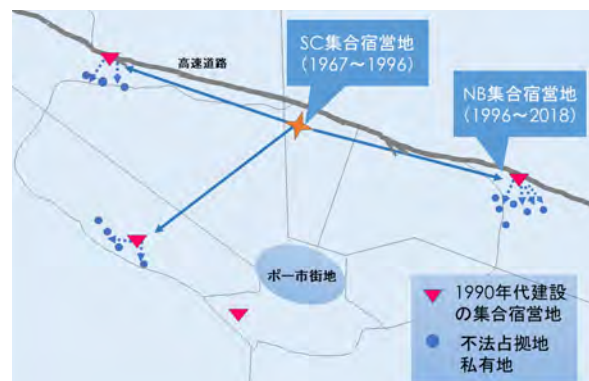 SC集合宿営地
(1967～1996)
高速道路
NB集合宿営地
(1996～2018)
ポー市街地
1990年代建設
の集合宿営地
不法占拠地
私有地